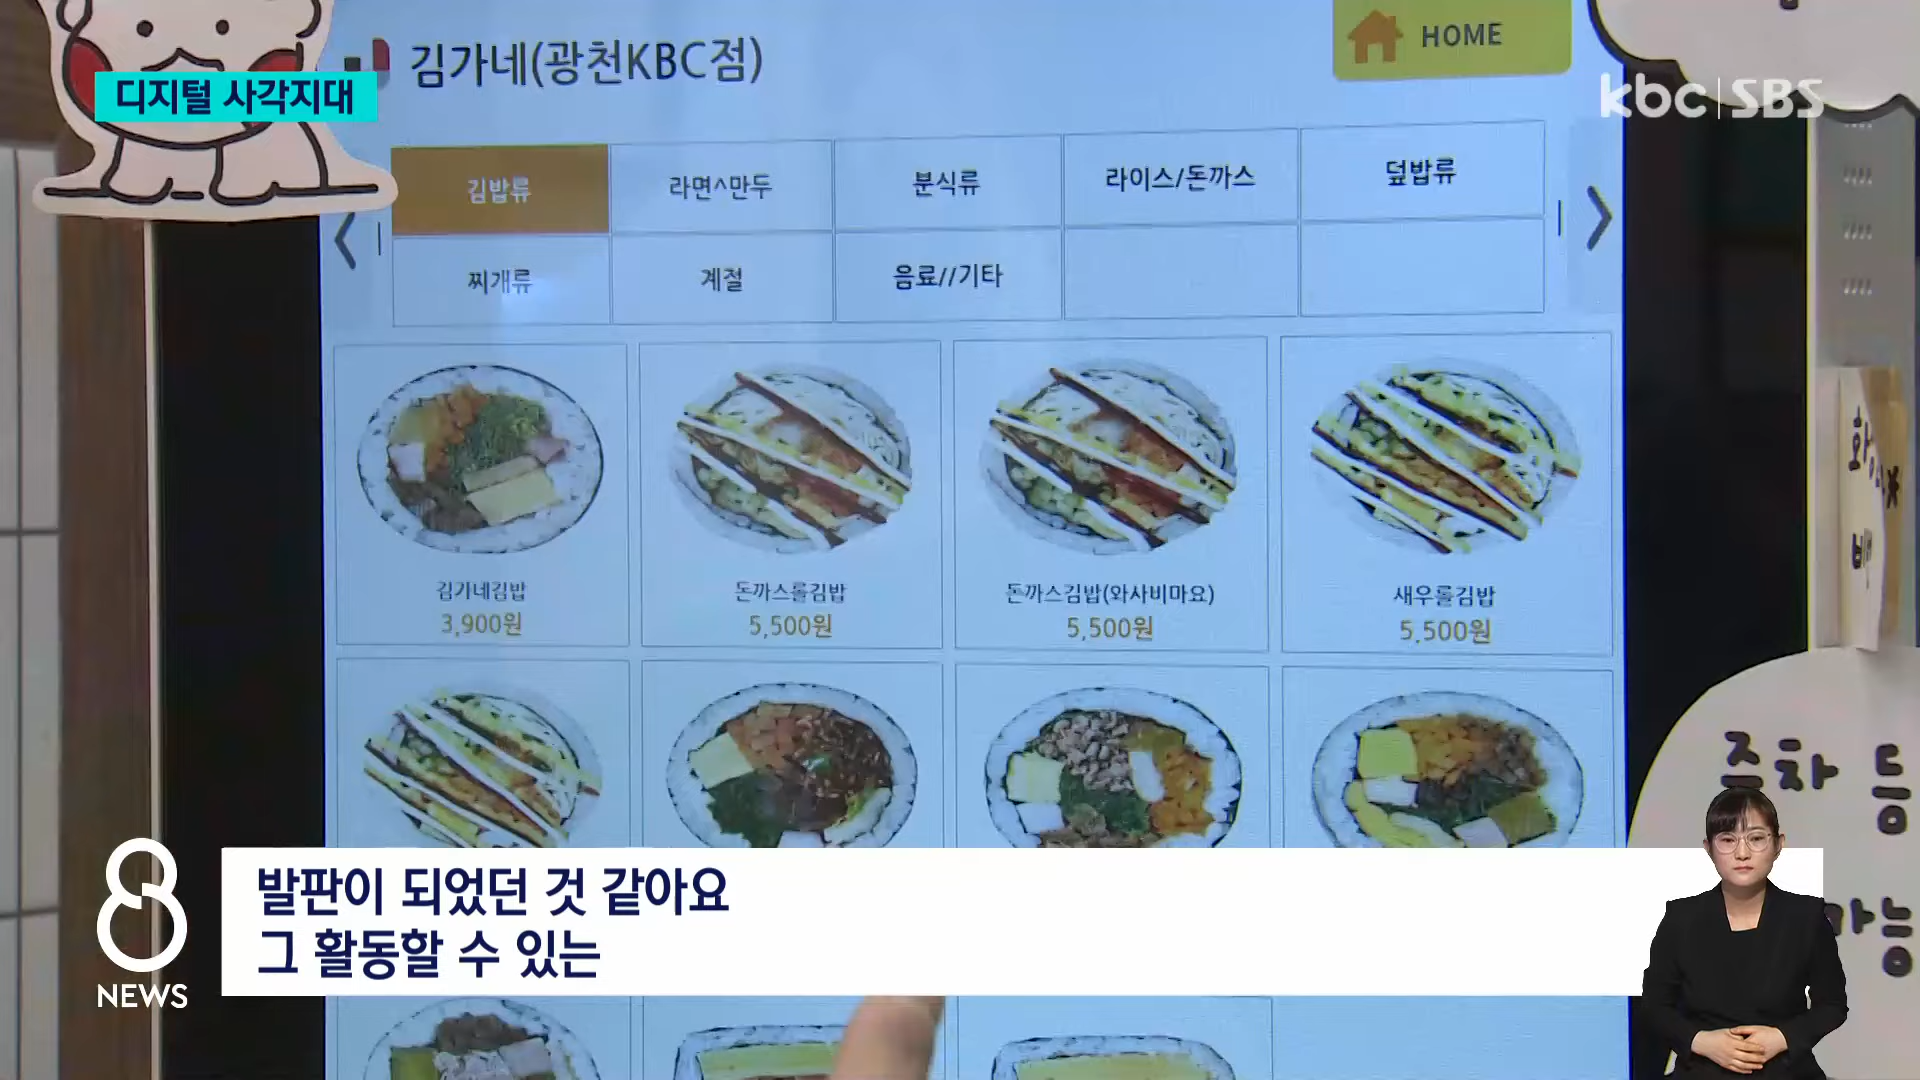 김가네(광천KBC점)
HOME
디지털 사각지대
kbc SBS
김밥류
라면^만두
분식류
라이스/돈까스
덮밥류
찌개류
계절
음료//기타
김가네김밥
3,900원
돈까스롤김밥
5,500원
돈까스김밥(와사비마요)
5,500원
새우롤김밥
5,500원
주차 등
가능
8
NEWS
발판이 되었던 것 같아요
그 활동할 수 있는